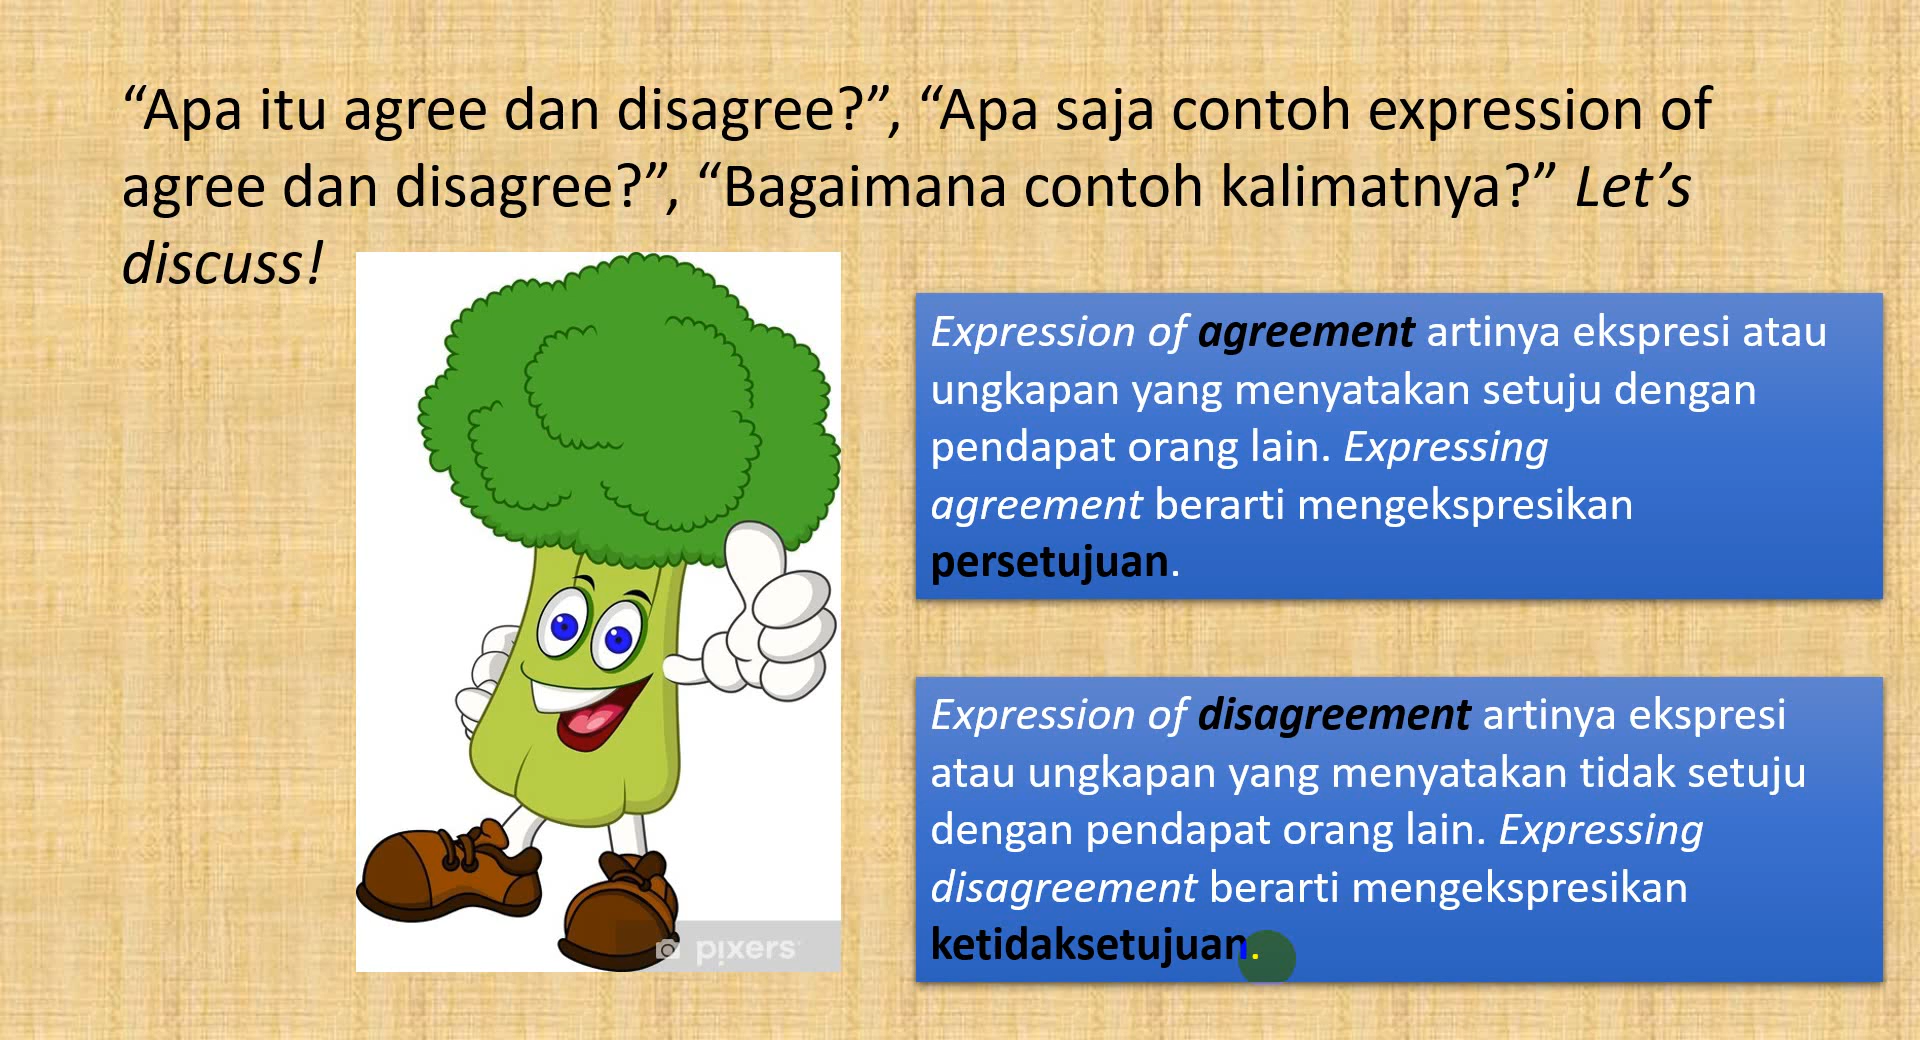 “Apa itu agree dan disagree?”, “Apa saja contoh expression of
agree dan disagree?”, “Bagaimana contoh kalimatnya?” Let’s
discuss!
Expression of agreement artinya ekspresi atau
ungkapan yang menyatakan setuju dengan
pendapat orang lain. Expressing
agreement berarti mengekspresikan
persetujuan.
Expression of disagreement artinya ekspresi
atau ungkapan yang menyatakan tidak setuju
dengan pendapat orang lain. Expressing
disagreement berarti mengekspresikan
ketidaksetujuan.
pixers